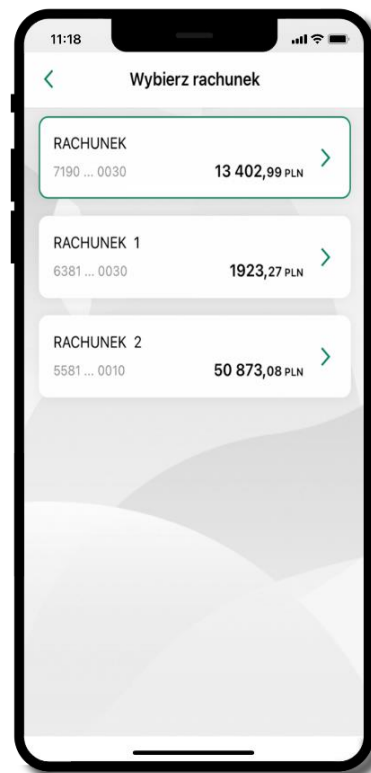 11:18
Wybierz rachunek
RACHUNEK
7190 ... 0030 13 402,99 PLN
RACHUNEK 1
6381 ... 0030 1923,27 PLN
RACHUNEK 2
5581 ... 0010 50 873,08 PLN